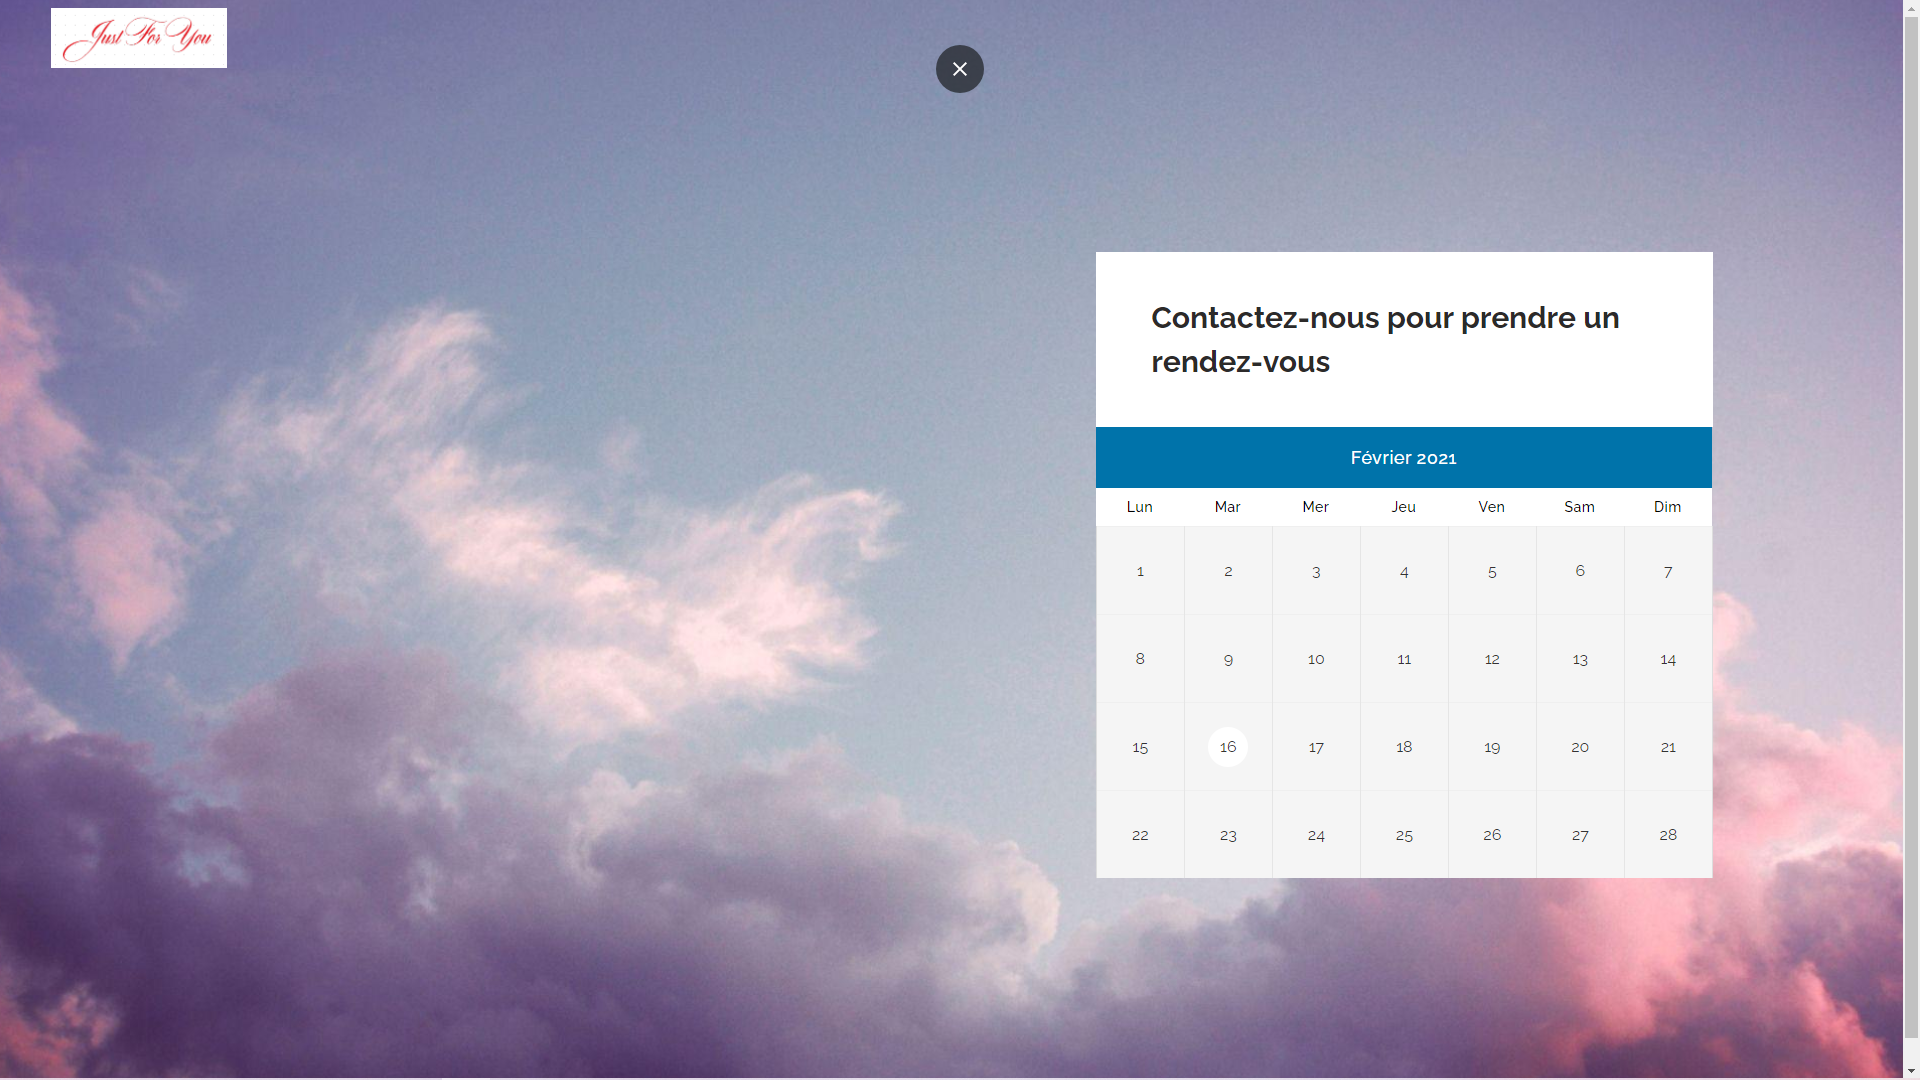 Just For You
Contactez-nous pour prendre un
rendez-vous
Février 2021
Lun Mar Mer Jeu Ven Sam Dim
1 2 3 4 5 6 7
8 9 10 11 12 13 14
15 16 17 18 19 20 21
22 23 24 25 26 27 28